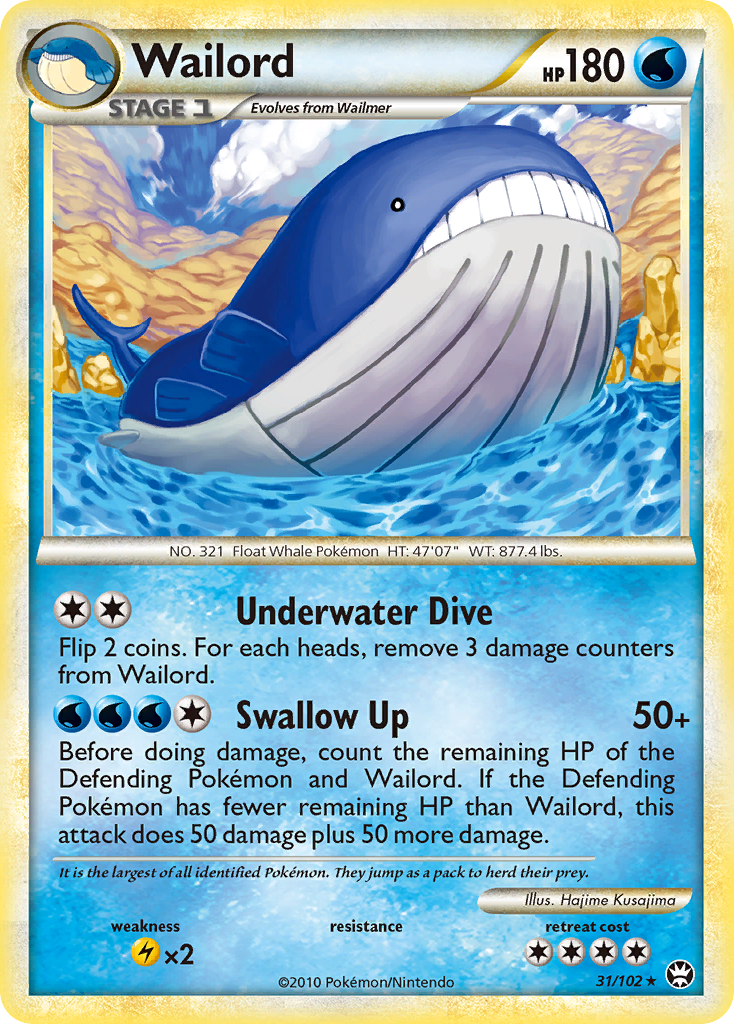 Wailord
HP 180
STAGE 1
Evolves from Wailmer
NO. 321 Float Whale Pokémon HT: 47'07" WT: 877.4 lbs.
Underwater Dive
Flip 2 coins. For each heads, remove 3 damage counters
from Wailord.
Swallow Up 50+
Before doing damage, count the remaining HP of the
Defending Pokémon and Wailord. If the Defending
Pokémon has fewer remaining HP than Wailord, this
attack does 50 damage plus 50 more damage.
It is the largest of all identified Pokémon. They jump as a pack to herd their prey.
Illus. Hajime Kusajima
weakness resistance retreat cost
×2
©2010 Pokémon/Nintendo
31/102 ★